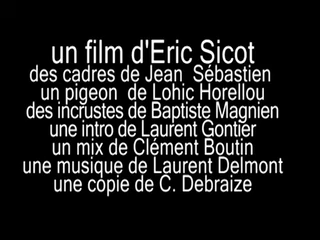 un film d'Eric Sicot
des cadres de Jean  Sébastien
un pigeon  de Lohic Horellou
des incrustes de Baptiste Magnien
une intro de Laurent Gontier
un mix de Clément Boutin
une musique de Laurent Delmont
une copie de C. Debraize